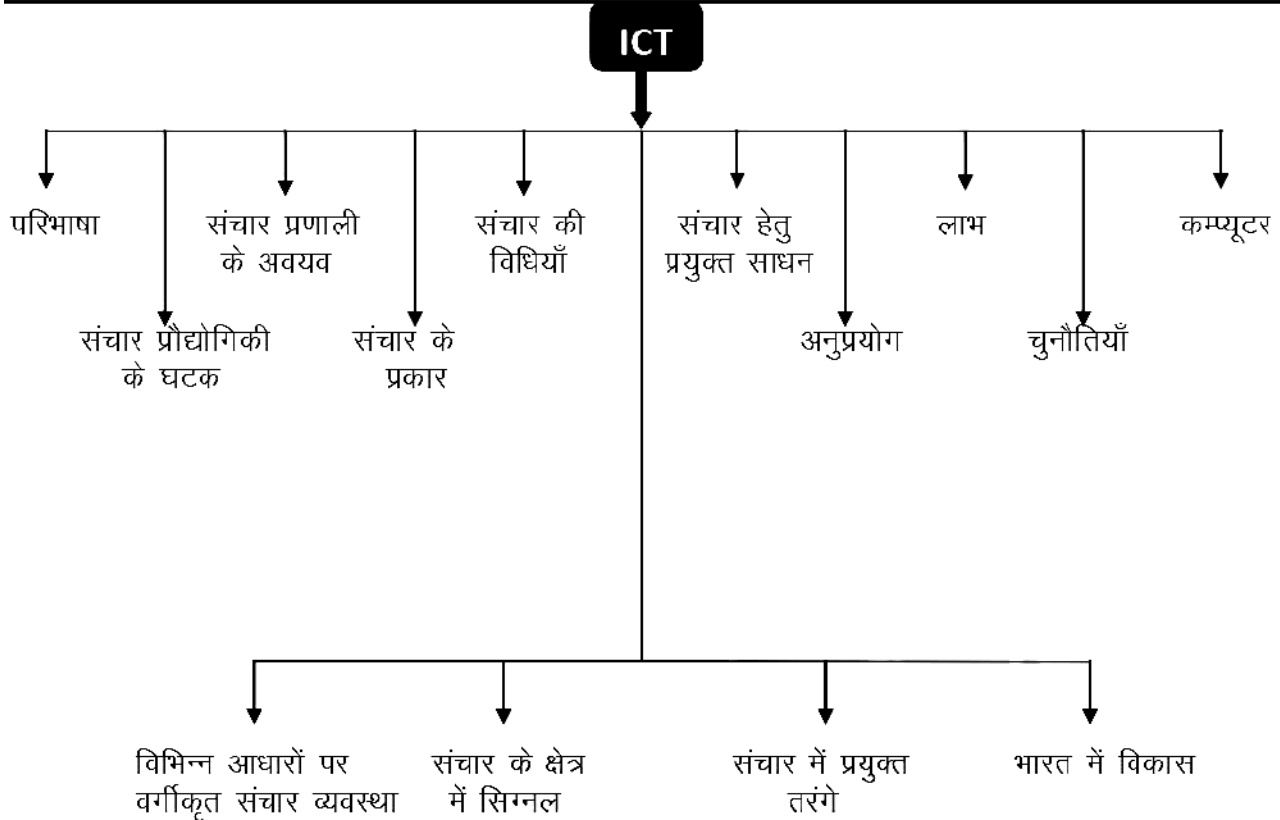 ICT
परिभाषा
संचार प्रणाली
के अवयव
संचार की
विधियाँ
संचार हेतु
प्रयुक्त साधन
लाभ
कम्प्यूटर
संचार प्रौद्योगिकी
के घटक
संचार के
प्रकार
अनुप्रयोग
चुनौतियाँ
विभिन्न आधारों पर
वर्गीकृत संचार व्यवस्था
संचार के क्षेत्र
में सिग्नल
संचार में प्रयुक्त
तरंगे
भारत में विकास